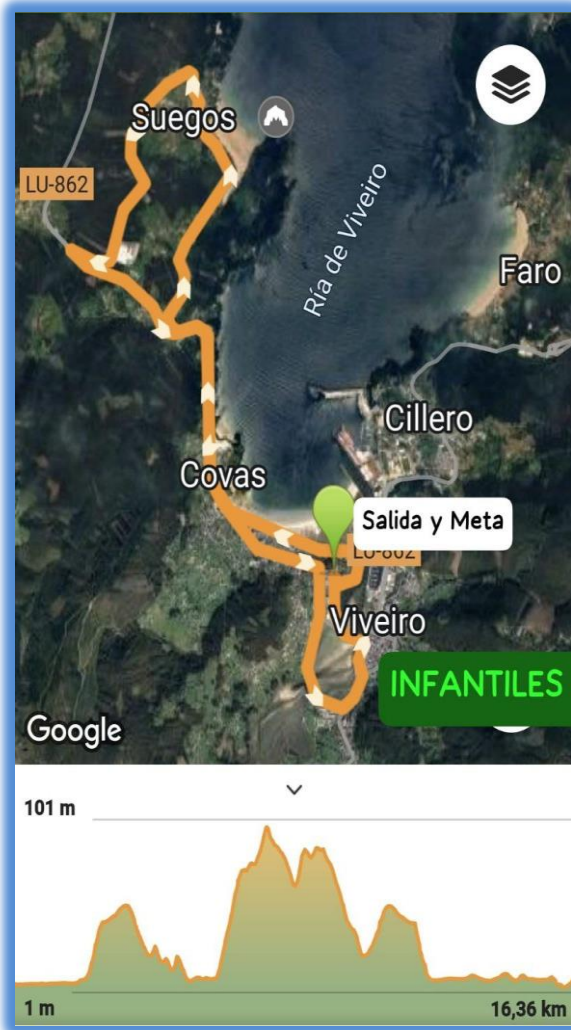 Suegos
LU-862
Ría de Viveiro
Faro
Cillero
Covas
Salida y Meta
LU-862
Viveiro
INFANTILES
Google
101 m
1 m
16,36 km